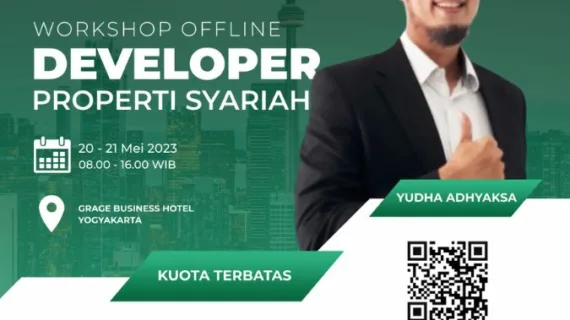 WORKSHOP OFFLINE
DEVELOPER
PROPERTI SYARIAH
20 - 21 Mei 2023
08.00 - 16.00 WIB
GRAGE BUSINESS HOTEL
YOGYAKARTA
YUDHA ADHYAKSA
KUOTA TERBATAS